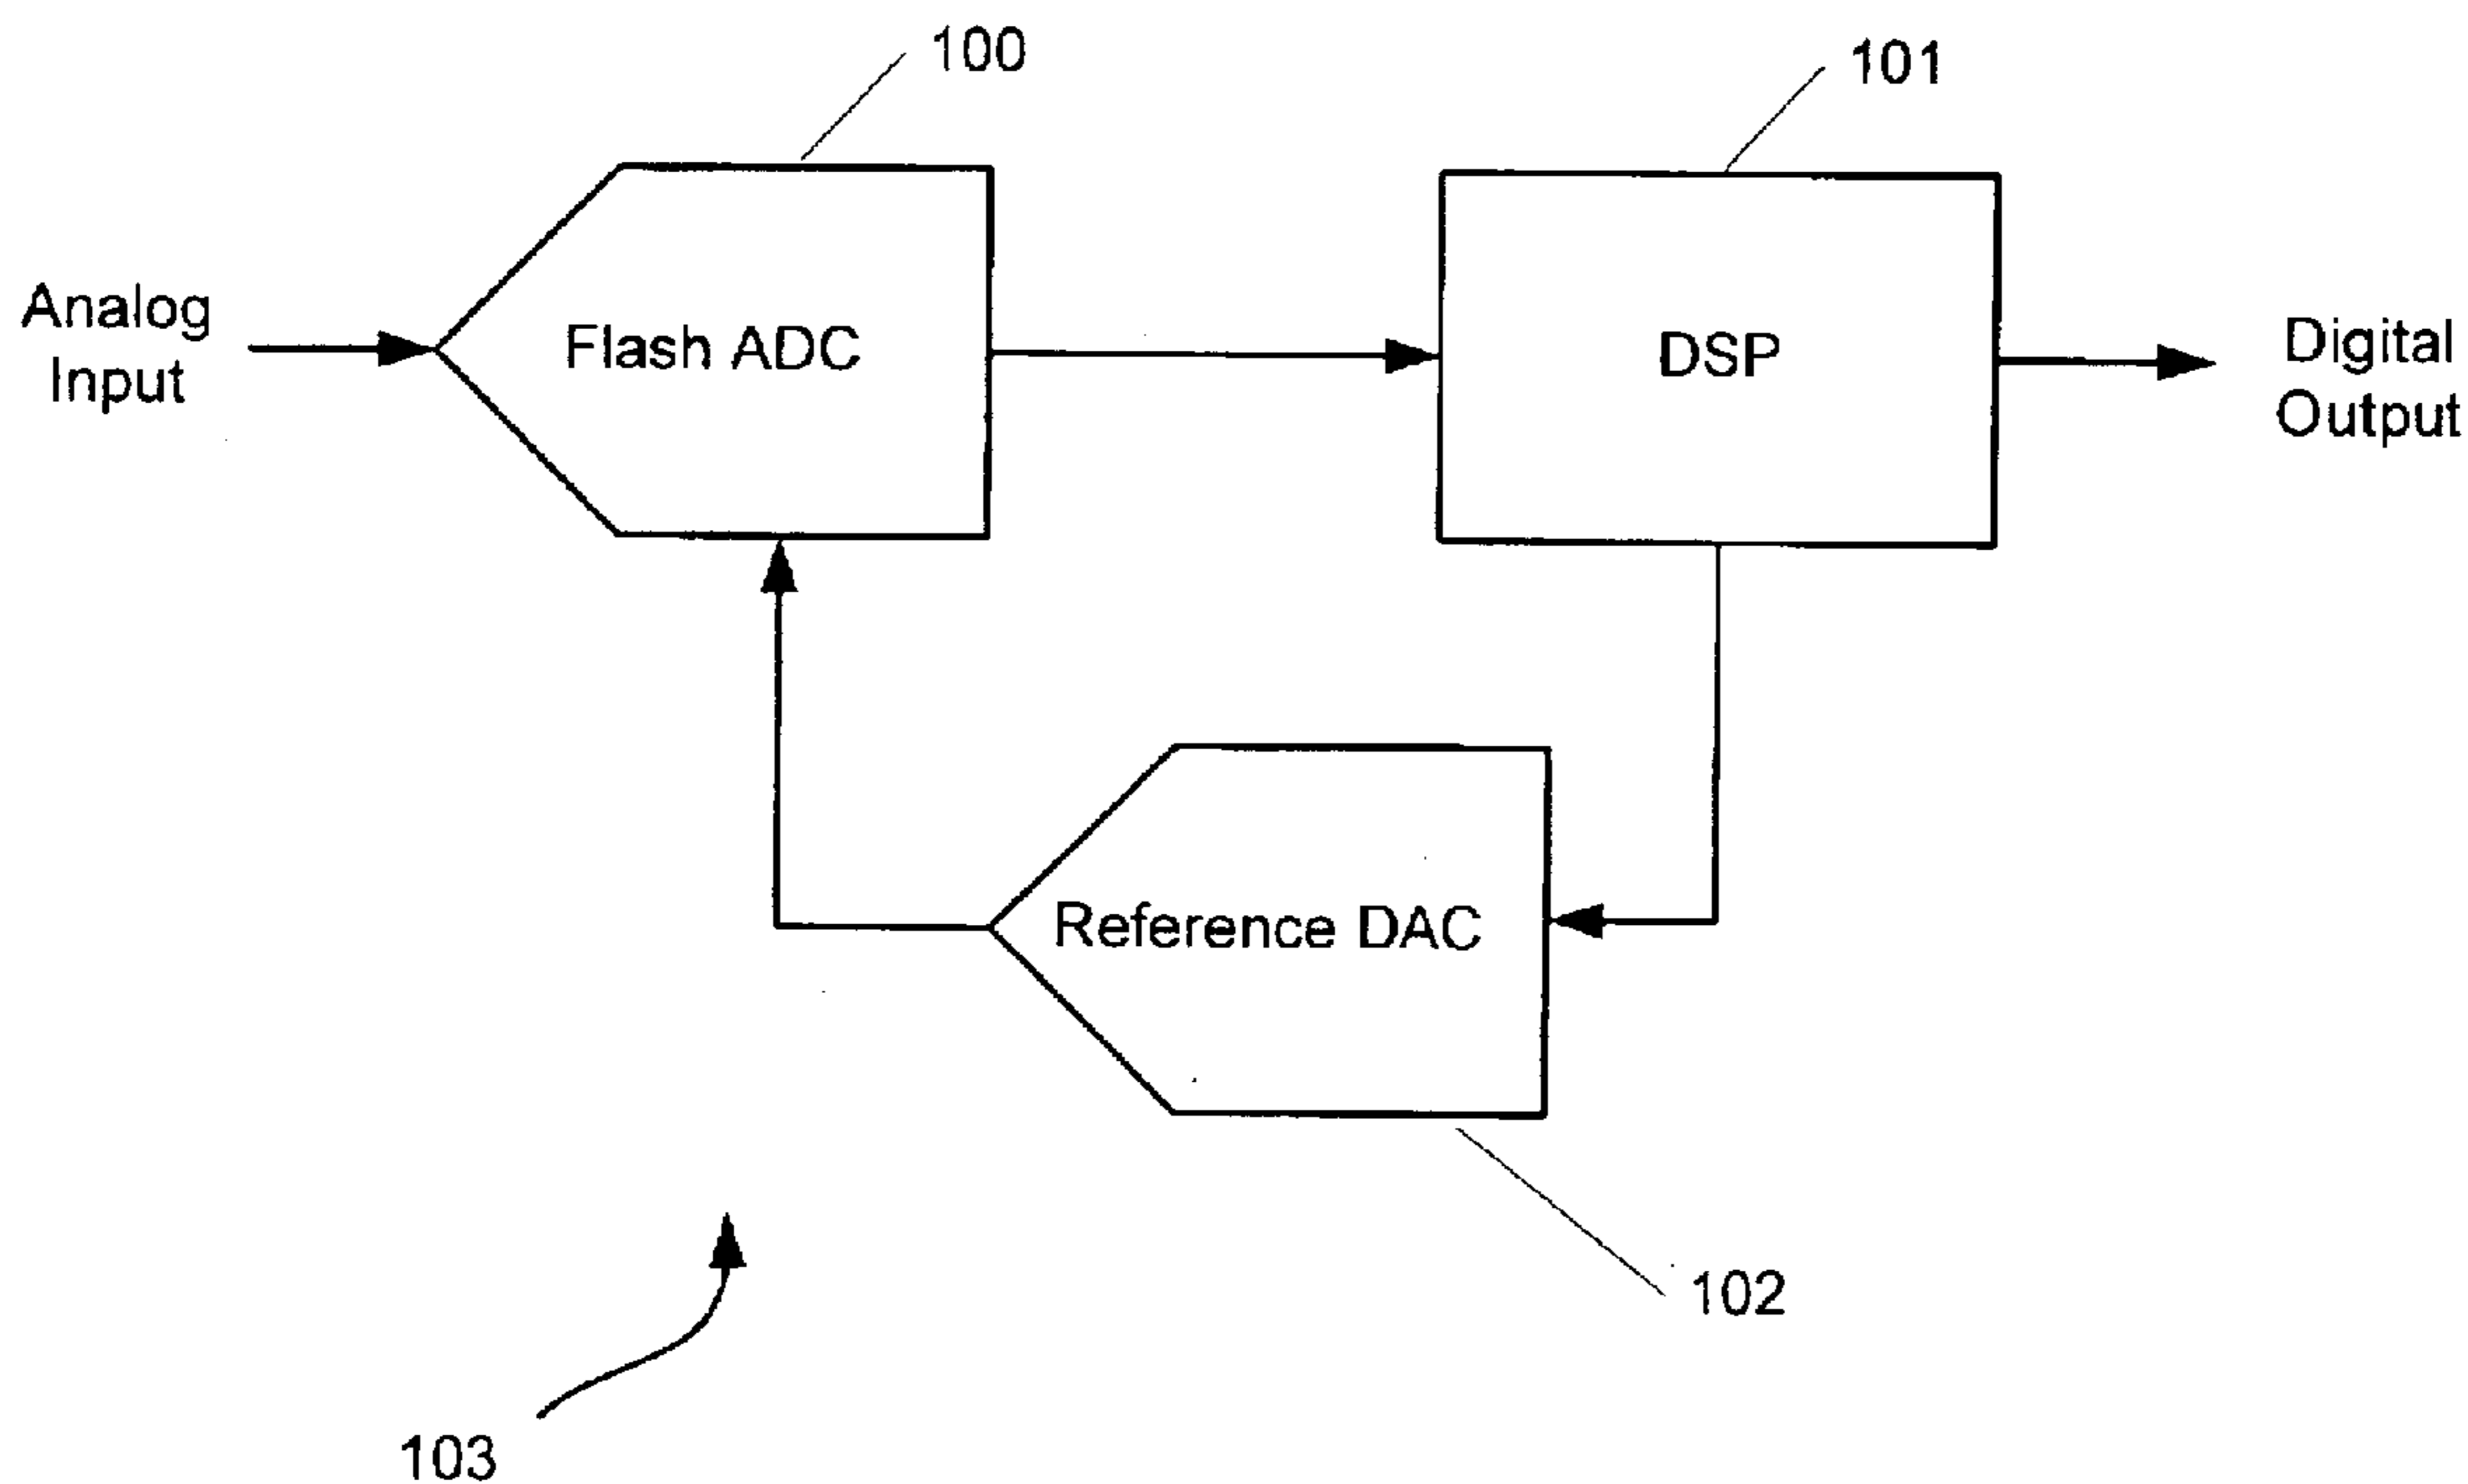 100
101
Analog
Input
Flash ADC
DSP
Digital
Output
Reference DAC
102
103